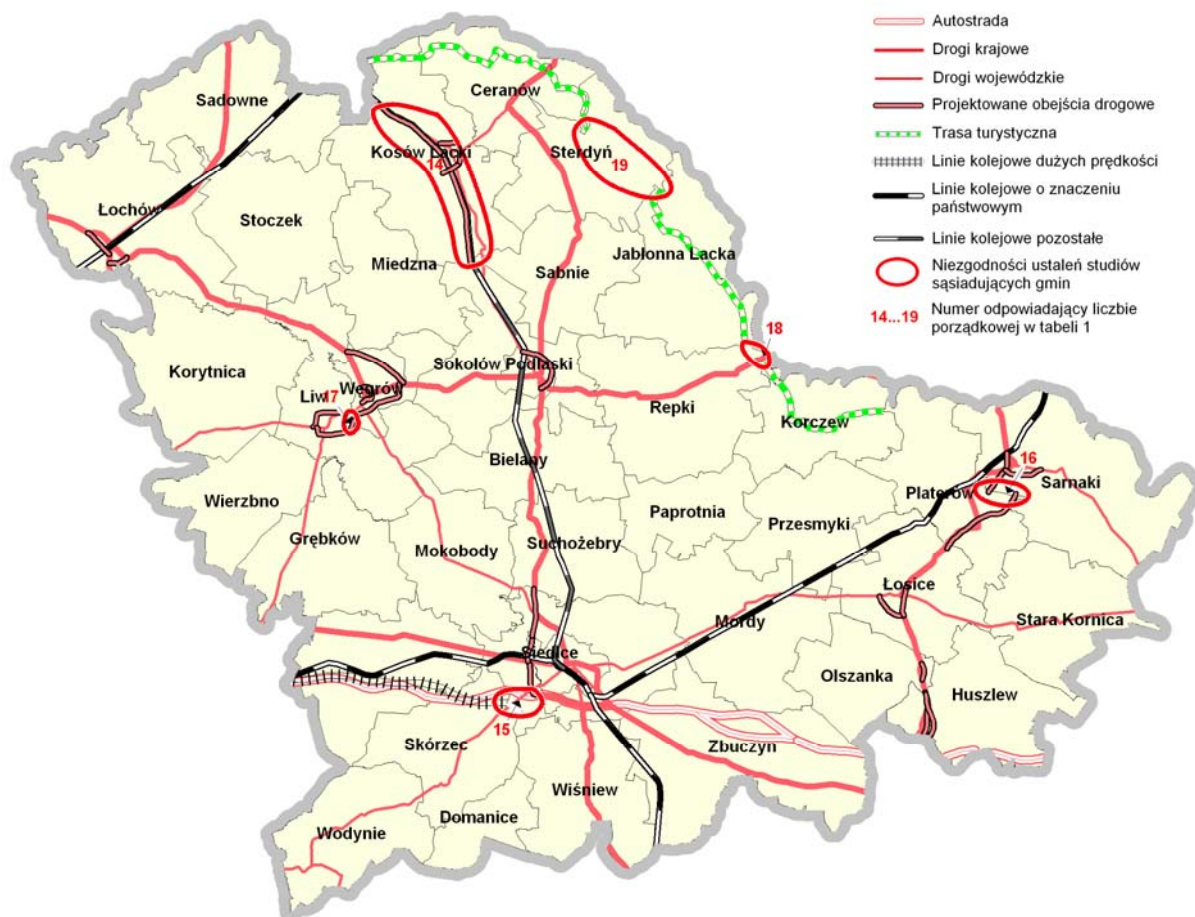 Autostrada
Drogi krajowe
Drogi wojewódzkie
Projektowane obejścia drogowe
Trasa turystyczna
Linie kolejowe dużych prędkości
Linie kolejowe o znaczeniu
państwowym
Linie kolejowe pozostałe
Niezgodności ustaleń studiów
sąsiadujących gmin
14...19 Numer odpowiadający liczbie
porządkowej w tabeli 1
Sadowne
Ceranów
Kosów Lacki
14
Sterdyń
19
Łochów
Stoczek
Miedzna
Sabnie
Jabłonna Lacka
18
Korytnica
Sokołów Podlaski
Węgrów
Liw
17
Repki
Korczew
Bielany
16
Sarnaki
Platerów
Wierzbno
Paprotnia
Przesmyki
Grębków
Mokobody
Suchożebry
Łosice
Stara Kornica
Mordy
Siedlce
Olszanka
Huszlew
15
Skórzec
Zbuczyn
Wiśniew
Domanice
Wodynie